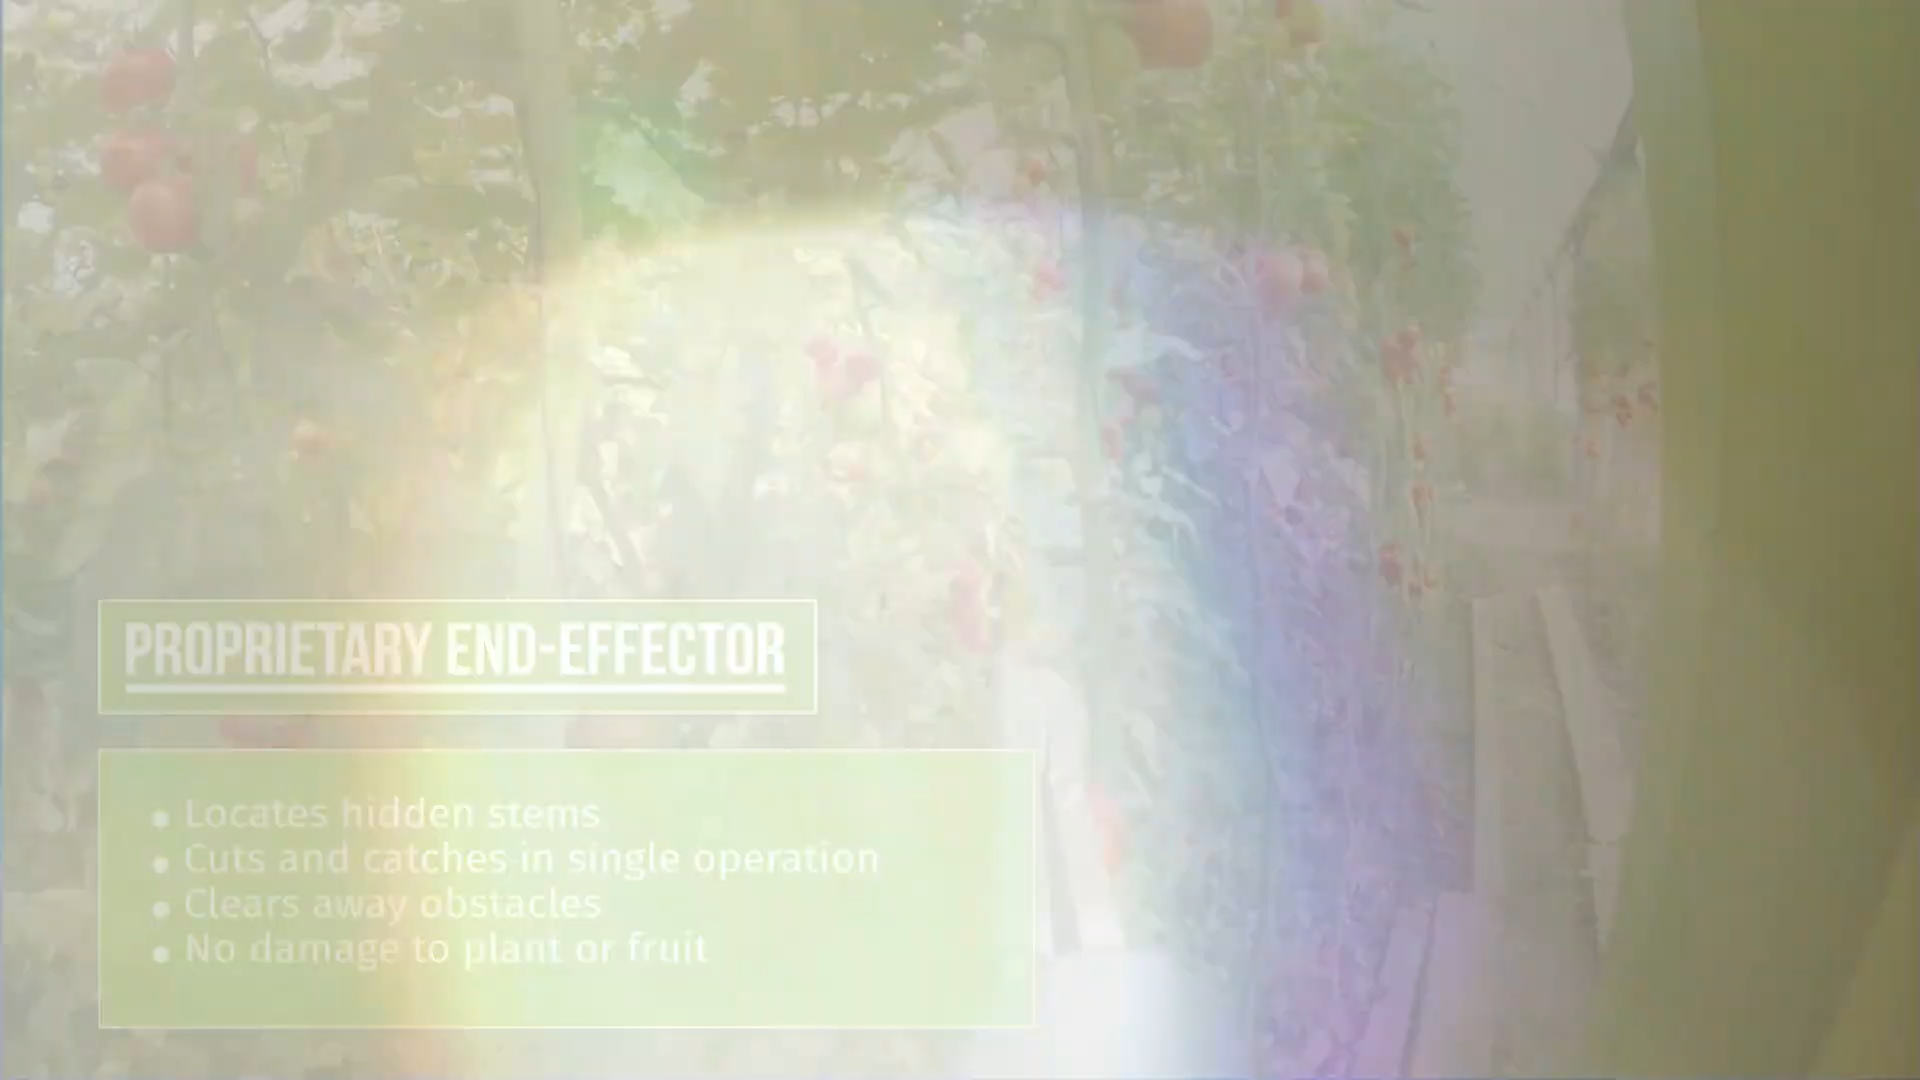 PROPRIETARY END-EFFECTOR
• Locates hidden stems
• Cuts and catches in single operation
• Clears away obstacles
• No damage to plant or fruit